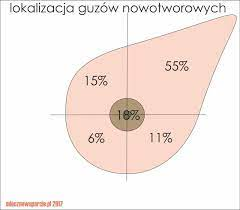 lokalizacja guzów nowotworowych
55%
15%
18%
6%
11%
mlecznewsparcie.pl 2017